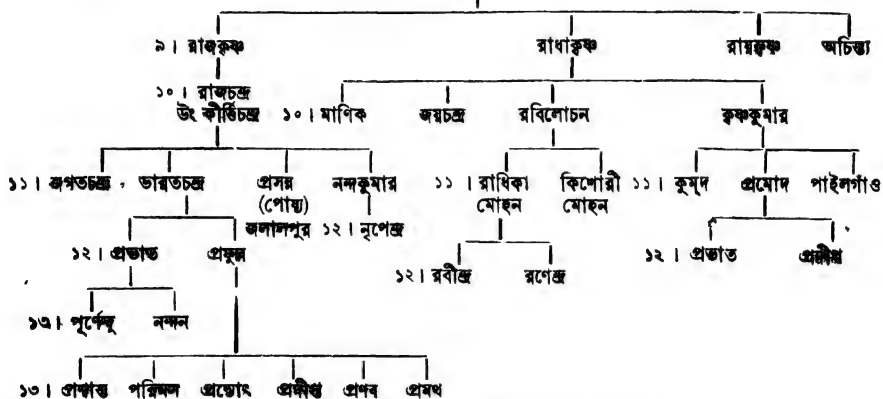 ৯। রাজকৃষ্ণ রাধাকৃষ্ণ রামকৃষ্ণ অচিন্ত্য
১০। রাজচন্দ্র
উং কীর্ত্তিচন্দ্র ১০। মাণিক জয়চন্দ্র রবিলোচন কৃষ্ণকুমার
১১। জগতচন্দ্র ভারতচন্দ্র প্রসন্ন নন্দকুমার ১১। রাধিকা কিশোরী ১১। কুমুদ প্রমোদ পাইলগাঁও
(পোষ্য) মোহন মোহন
জলালপুর ১২। নৃপেন্দ্র
১২। প্রভাত প্রফুল্ল ১২। রবীন্দ্র রণেন্দ্র ১২। প্রভাত প্রদীপ
১৩। পূর্ণেন্দু নন্দন
১৩। প্রশান্ত পরিমল প্রদ্যোৎ প্রদীপ্ত প্রণব প্রমথ